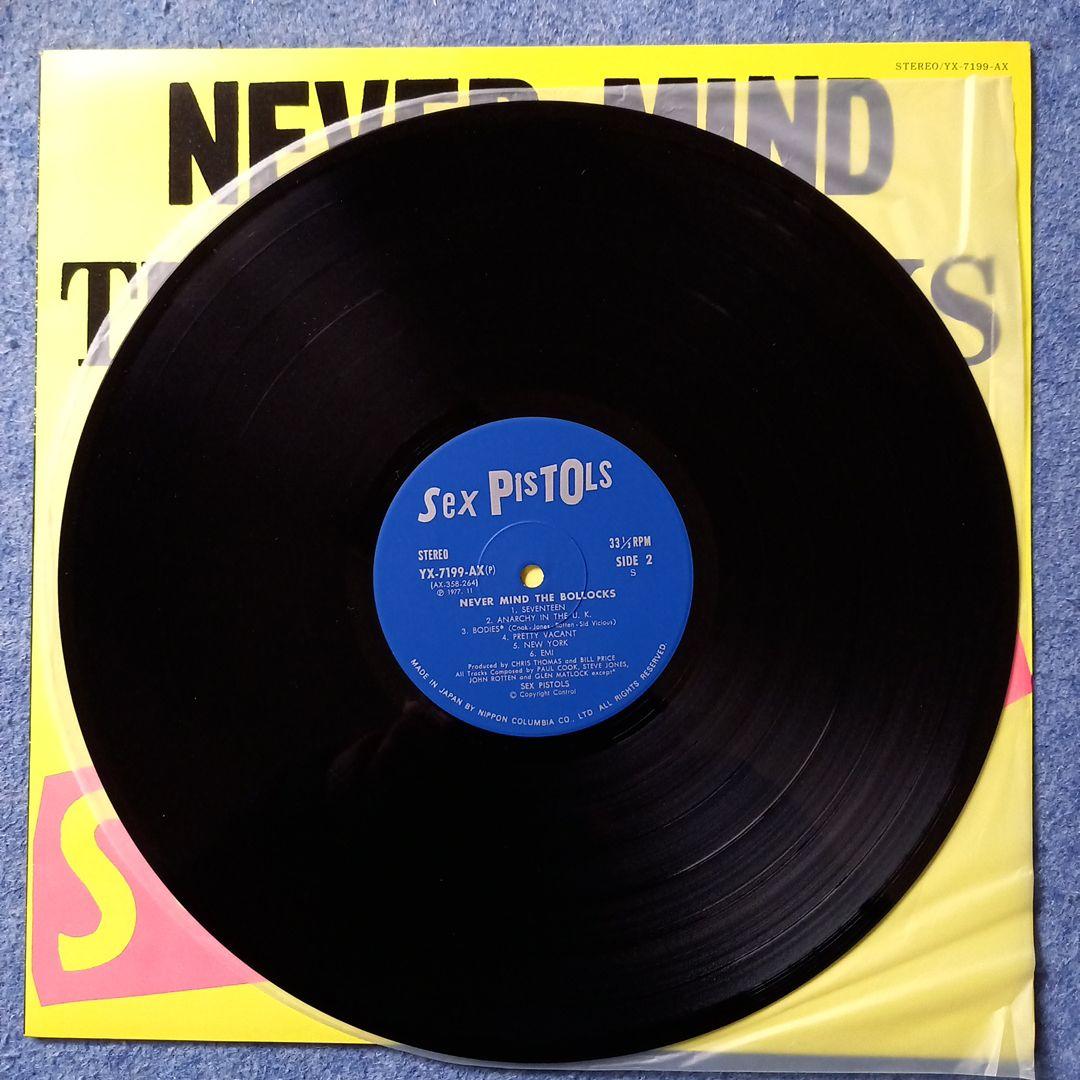 STEREO/YX-7199-AX
NEVER MIND
KS
Sex PISTOLS
STEREO
33 1/3 RPM
YX-7199-AX(P)
SIDE 2
(AX-358-264)
S
Ⓟ 1977. 11
NEVER MIND THE BOLLOCKS
1. SEVENTEEN
2. ANARCHY IN THE U. K.
3. BODIES* (Cook-Jones-Rotten-Sid Vicious)
4. PRETTY VACANT
5. NEW YORK
6. EMI
Produced by CHRIS THOMAS and BILL PRICE
All Tracks Composed by PAUL COOK, STEVE JONES,
JOHN ROTTEN and GLEN MATLOCK except*
SEX PISTOLS
© Copyright Control
MADE IN JAPAN BY NIPPON COLUMBIA CO., LTD. ALL RIGHTS RESERVED.
S